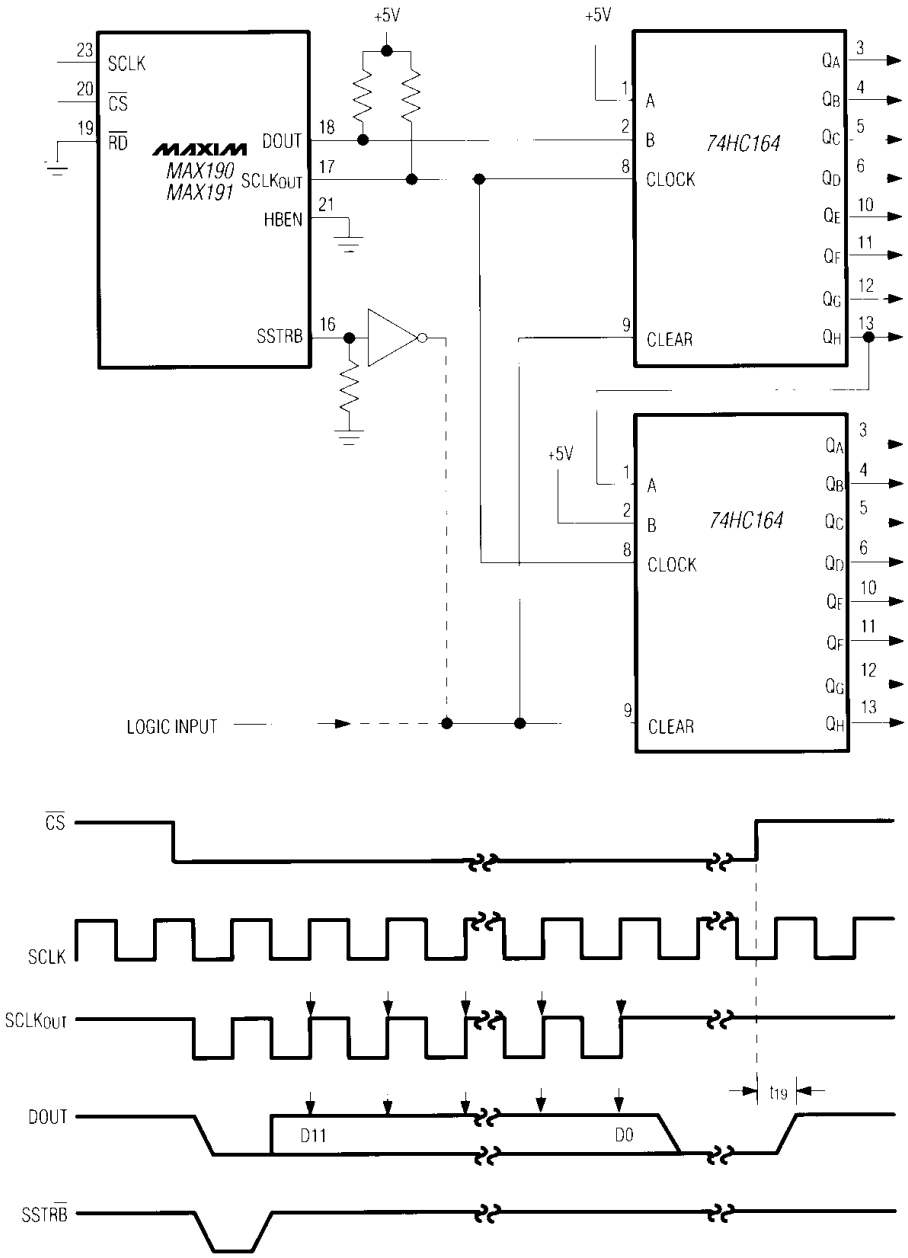 +5V
+5V
23 SCLK
20 CS
19 RD
MAXIM
MAX190
MAX191
DOUT 18
SCLKOUT 17
HBEN 21
SSTRB 16
1 A
2 B
8 CLOCK
9 CLEAR
74HC164
QA 3
QB 4
QC 5
QD 6
QE 10
QF 11
QG 12
QH 13
+5V
1 A
2 B
8 CLOCK
9 CLEAR
74HC164
QA 3
QB 4
QC 5
QD 6
QE 10
QF 11
QG 12
QH 13
LOGIC INPUT
CS
SCLK
SCLKOUT
t19
DOUT
D11
D0
SSTRB